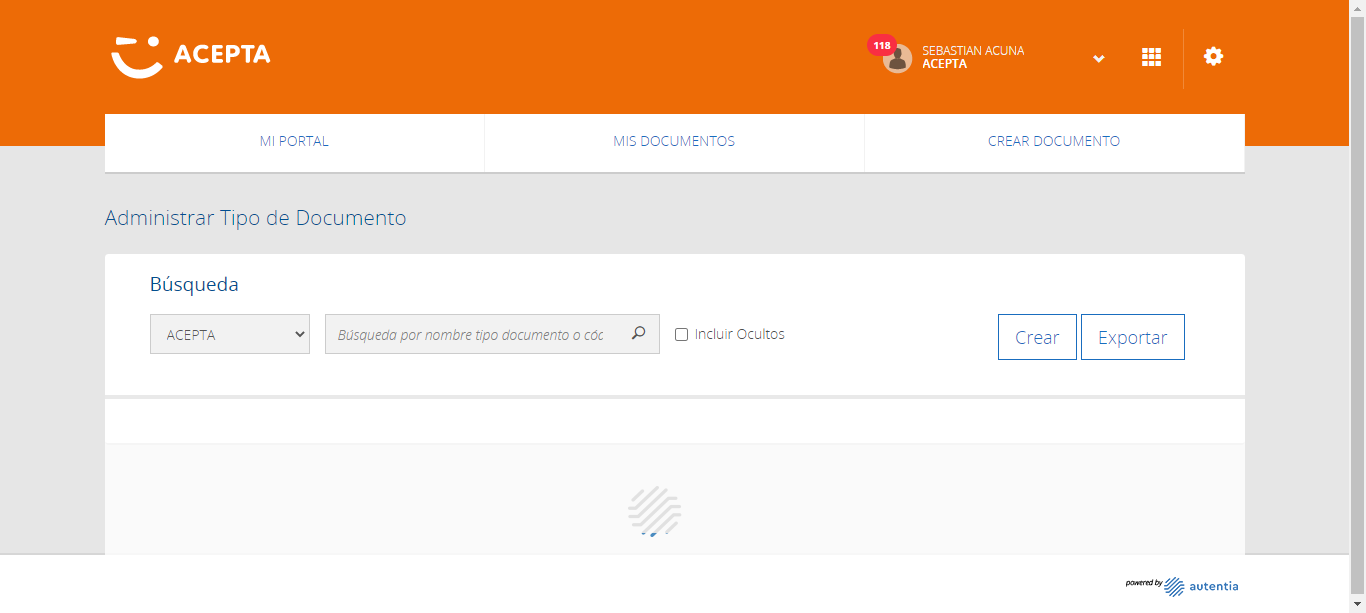 ACEPTA
118
SEBASTIAN ACUNA
ACEPTA
MI PORTAL
MIS DOCUMENTOS
CREAR DOCUMENTO
Administrar Tipo de Documento
Búsqueda
ACEPTA
Búsqueda por nombre tipo documento o cóc
Incluir Ocultos
Crear
Exportar
powered by
autentia